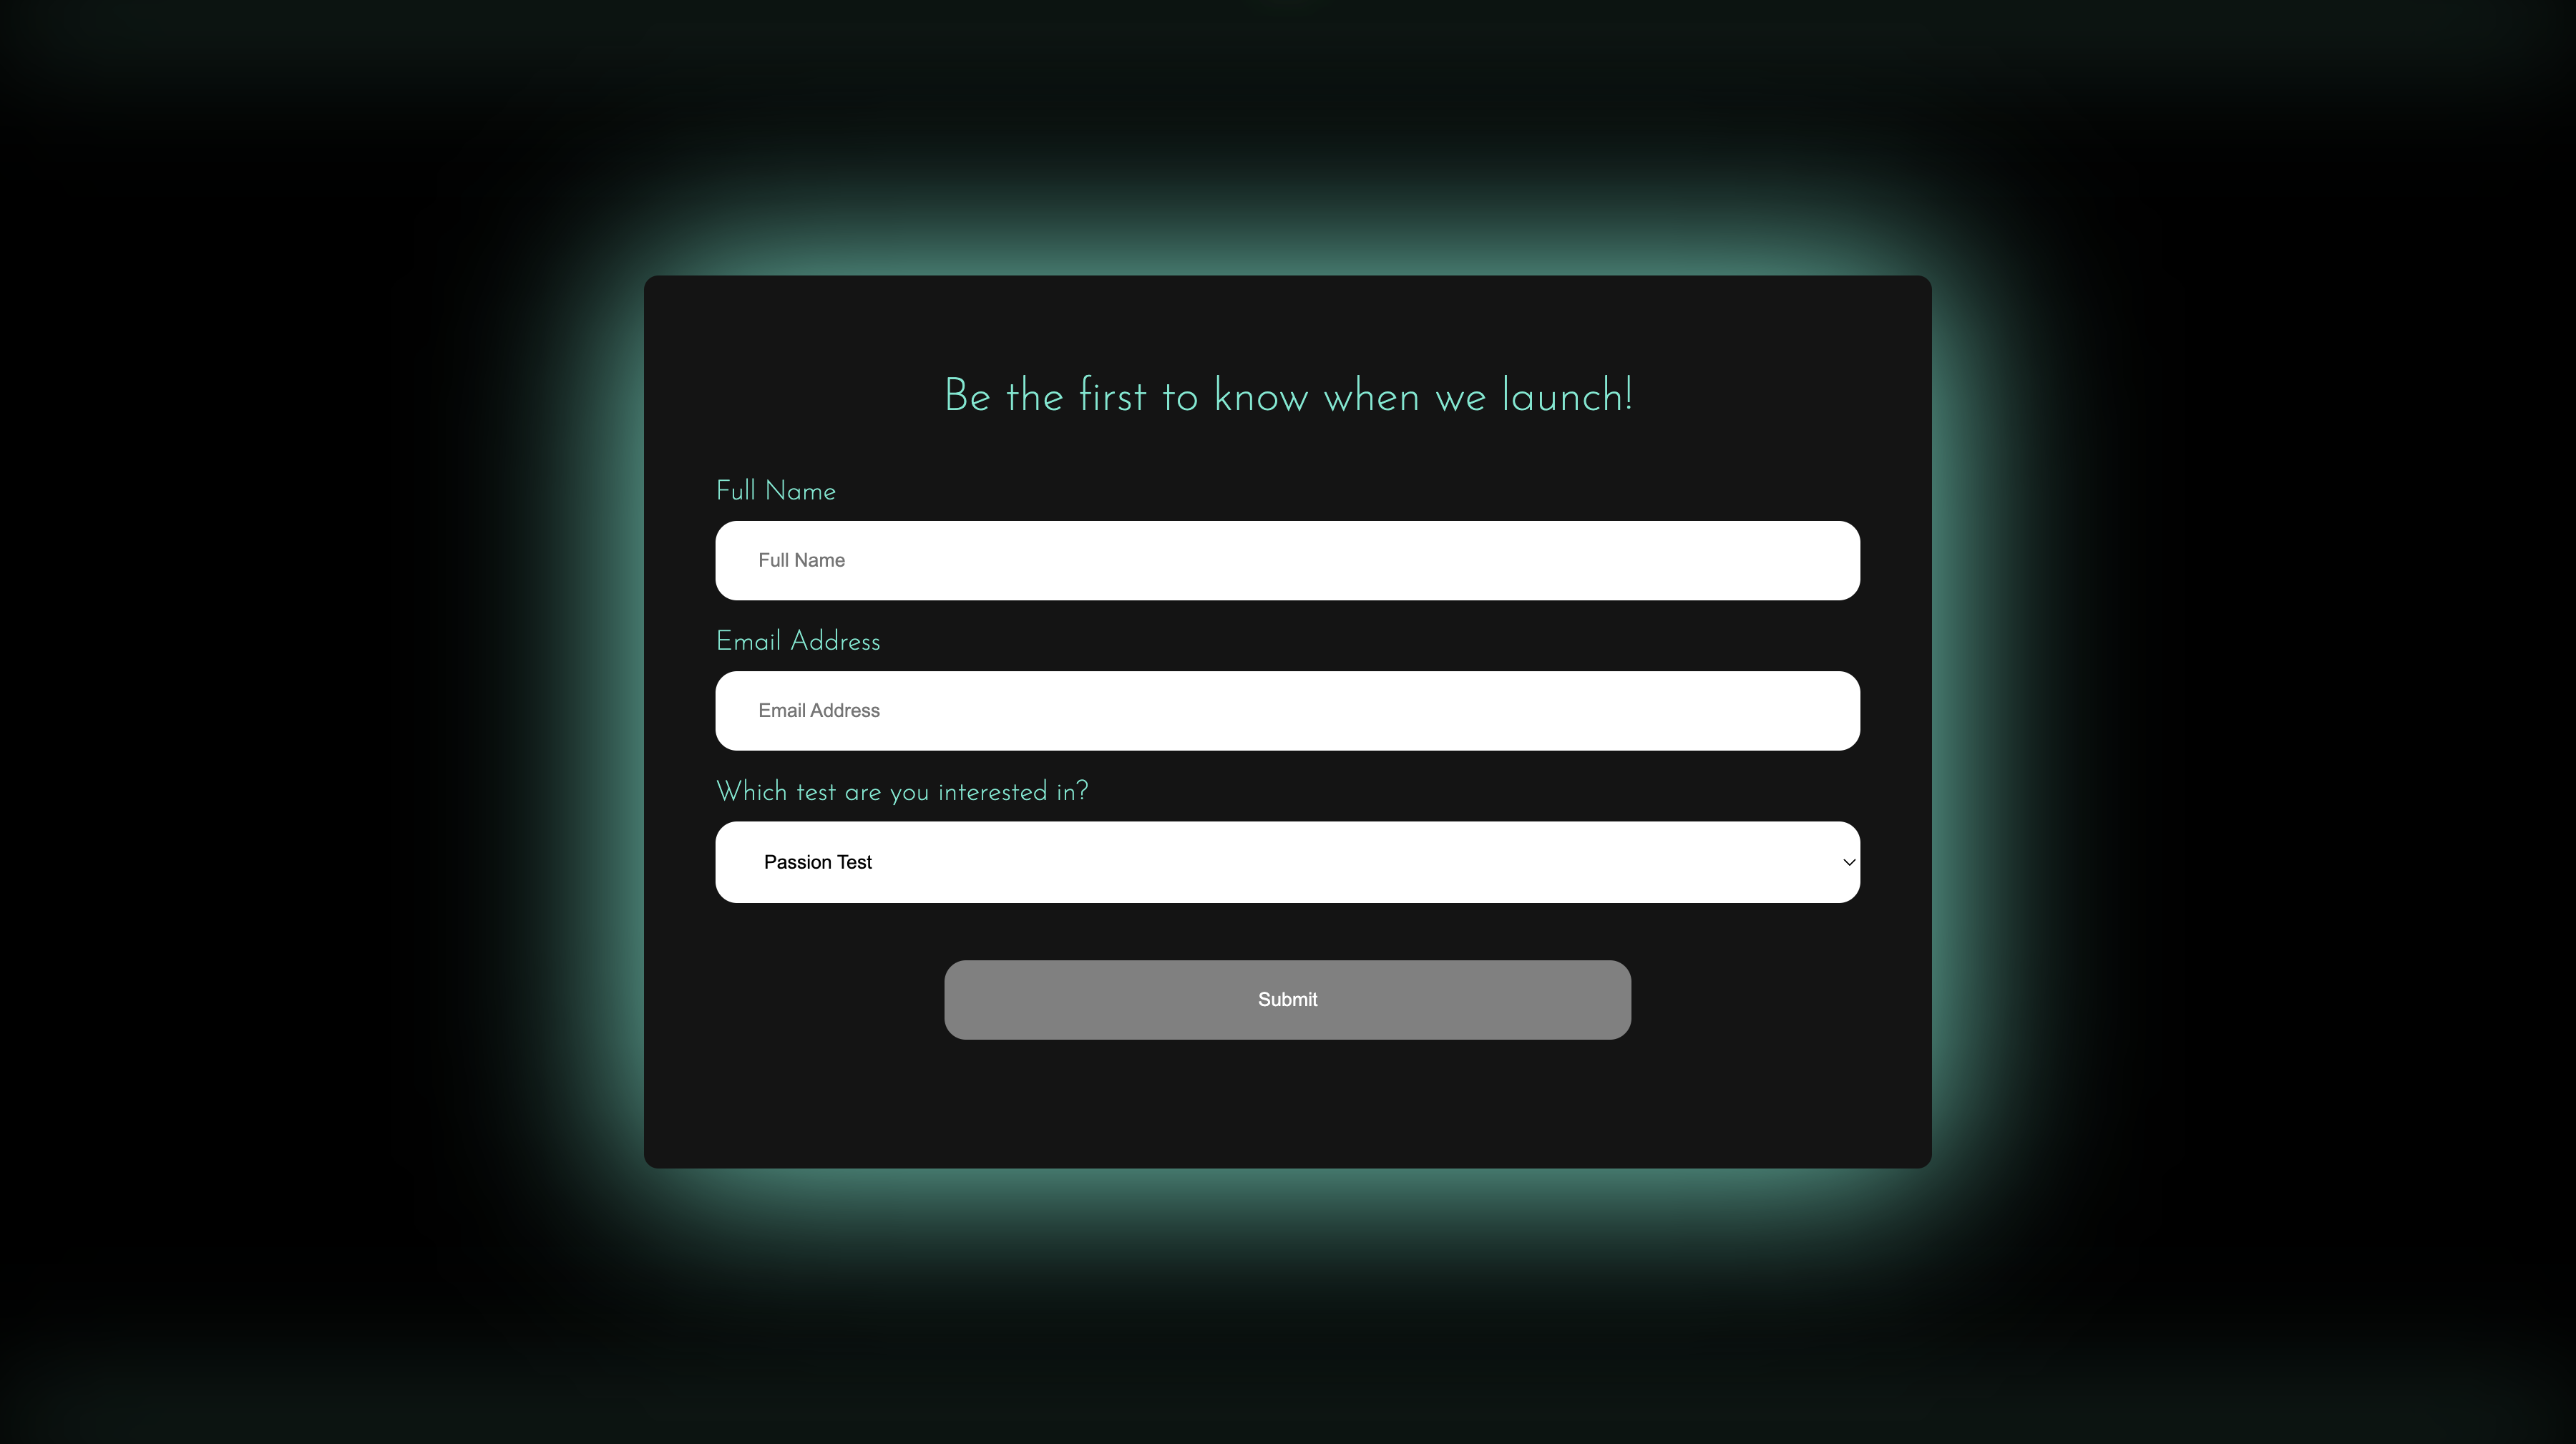 Be the first to know when we launch!
Full Name
Full Name
Email Address
Email Address
Which test are you interested in?
Passion Test
Submit